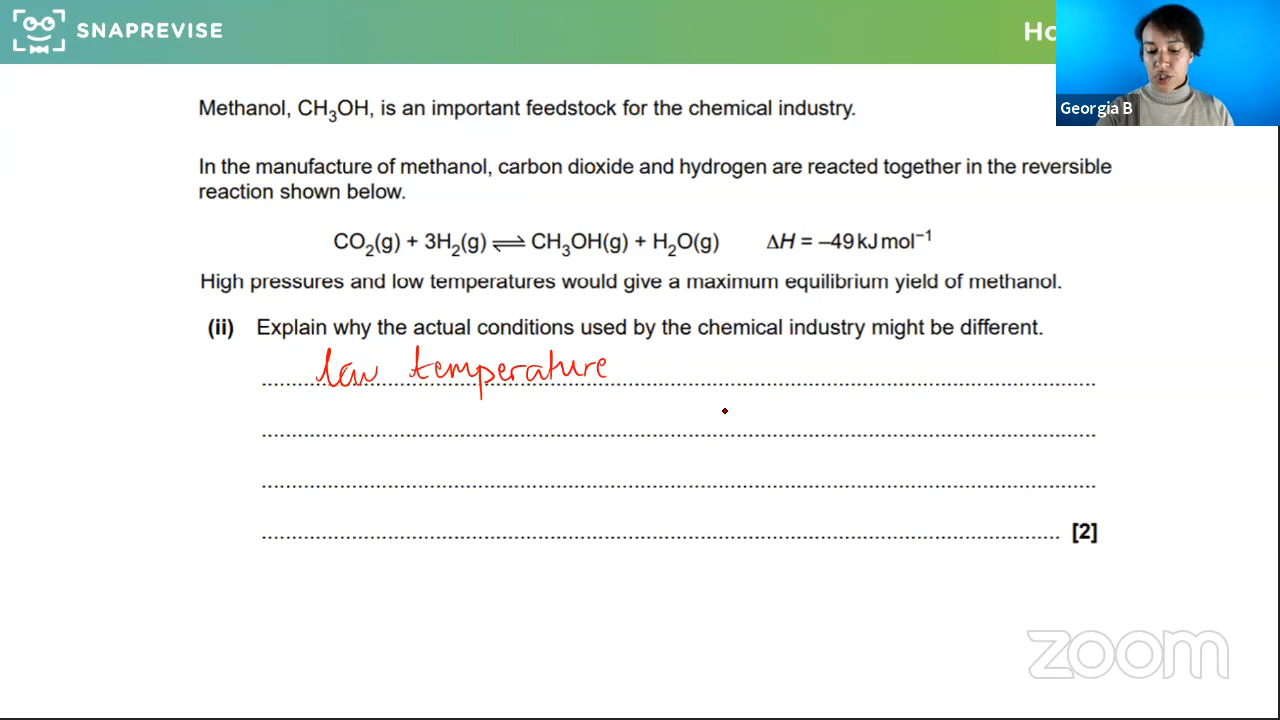 SNAPREVISE
Ho
Georgia B
Methanol, CH₃OH, is an important feedstock for the chemical industry.
In the manufacture of methanol, carbon dioxide and hydrogen are reacted together in the reversible
reaction shown below.
CO₂(g) + 3H₂(g) ⇌ CH₃OH(g) + H₂O(g) ΔH = –49 kJ mol⁻¹
High pressures and low temperatures would give a maximum equilibrium yield of methanol.
(ii) Explain why the actual conditions used by the chemical industry might be different.
low temperature
[2]
zoom